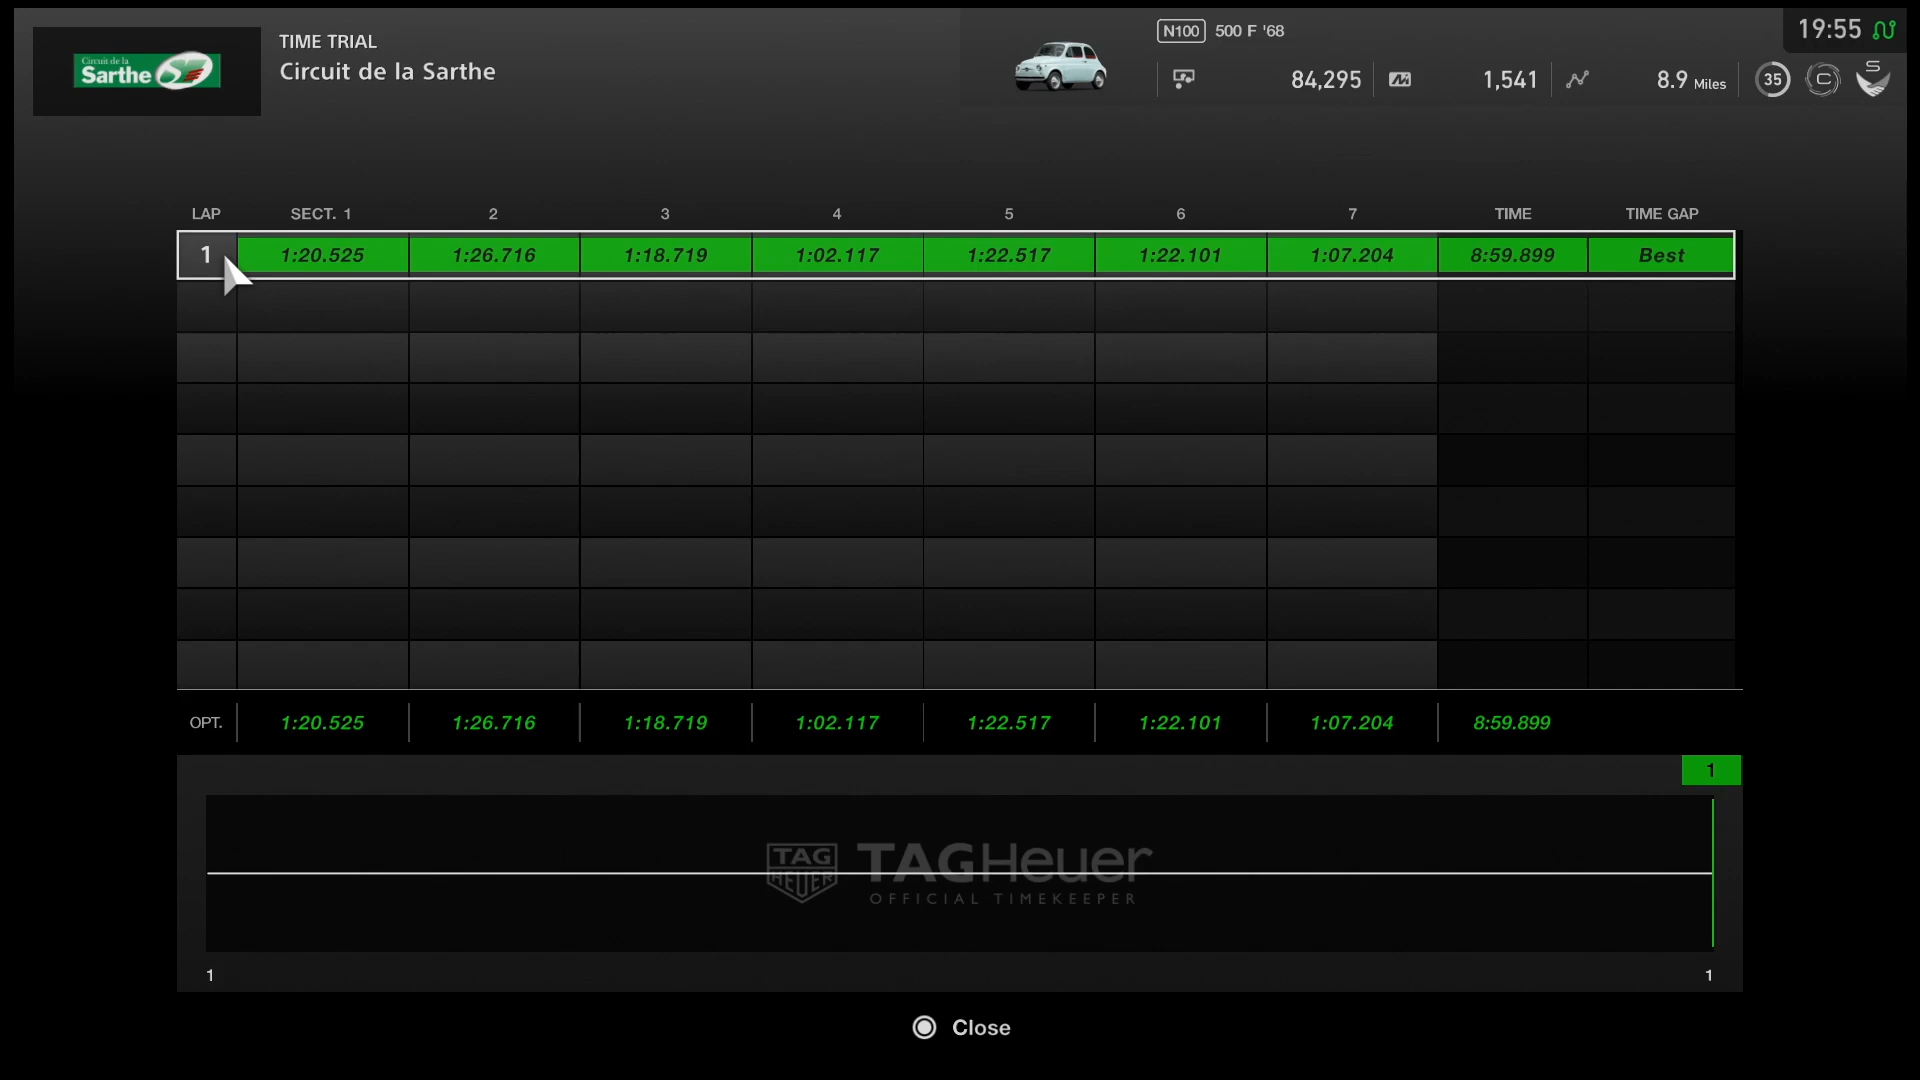 Circuit de la
Sarthe
TIME TRIAL
Circuit de la Sarthe
N100 500 F '68
84,295 1,541 8.9 Miles 35 C S
19:55
LAP SECT. 1 2 3 4 5 6 7 TIME TIME GAP
1 1:20.525 1:26.716 1:18.719 1:02.117 1:22.517 1:22.101 1:07.204 8:59.899 Best
OPT. 1:20.525 1:26.716 1:18.719 1:02.117 1:22.517 1:22.101 1:07.204 8:59.899
1
TAG
HEUER
TAGHeuer
OFFICIAL TIMEKEEPER
1 1
Close